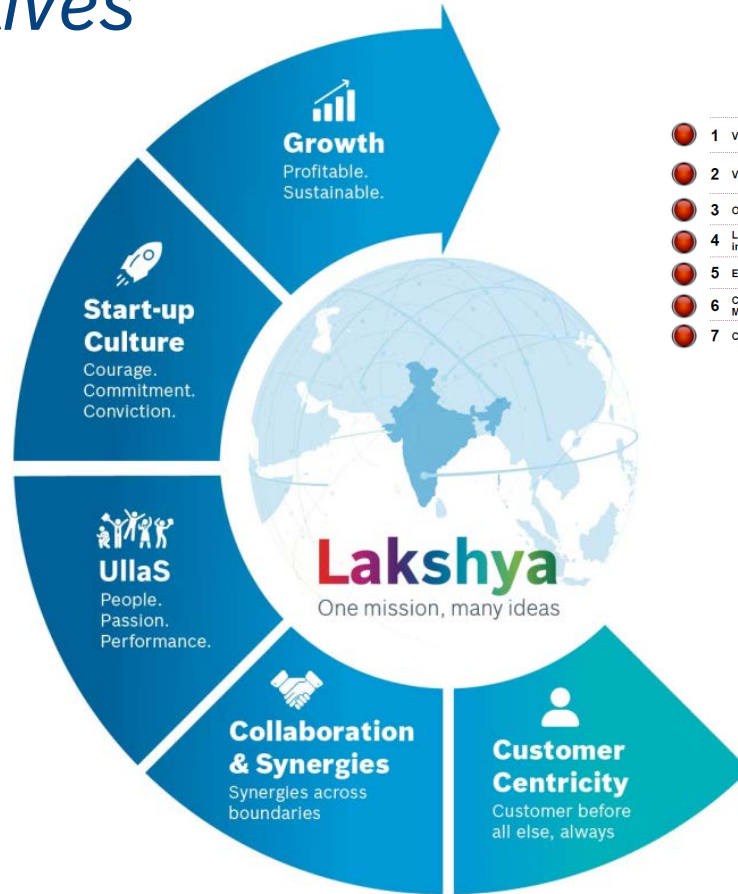 Growth
Profitable.
Sustainable.
Start-up
Culture
Courage.
Commitment.
Conviction.
UllaS
People.
Passion.
Performance.
Collaboration
& Synergies
Synergies across
boundaries
Customer
Centricity
Customer before
all else, always
Lakshya
One mission, many ideas
1
2
3
4
5
6
7